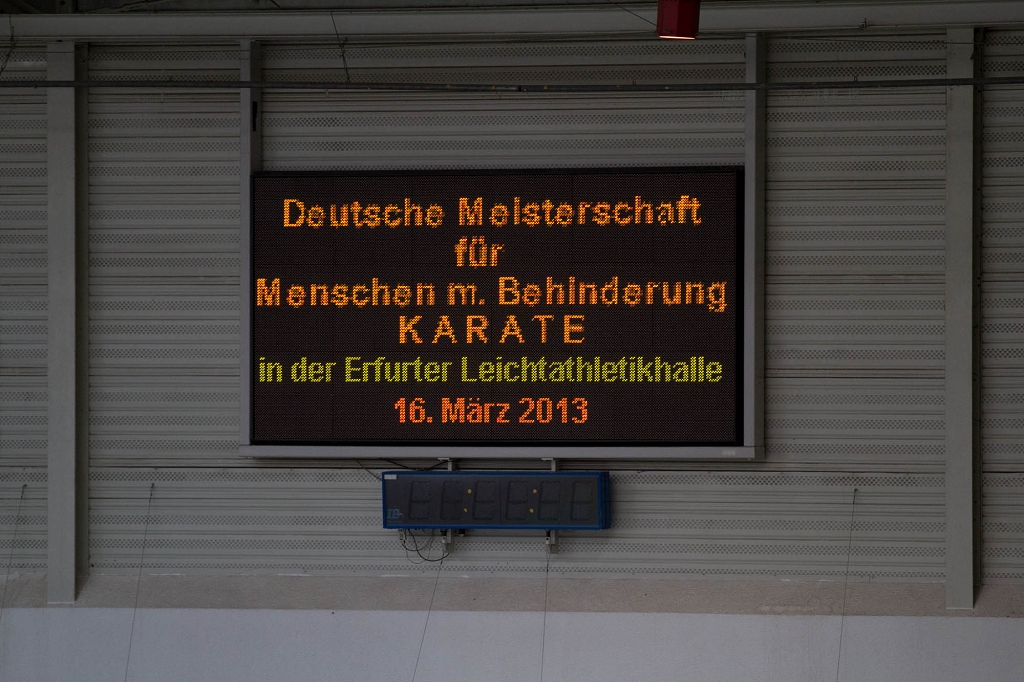 Deutsche Meisterschaft
für
Menschen m. Behinderung
KARATE
in der Erfurter Leichtathletikhalle
16. März 2013